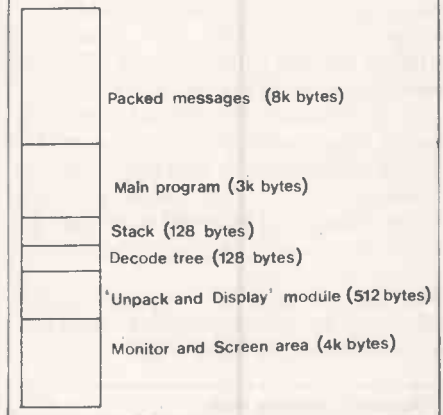 Packed messages (8k bytes)
Main program (3k bytes)
Stack (128 bytes)
Decode tree (128 bytes)
'Unpack and Display' module (512 bytes)
Monitor and Screen area (4k bytes)